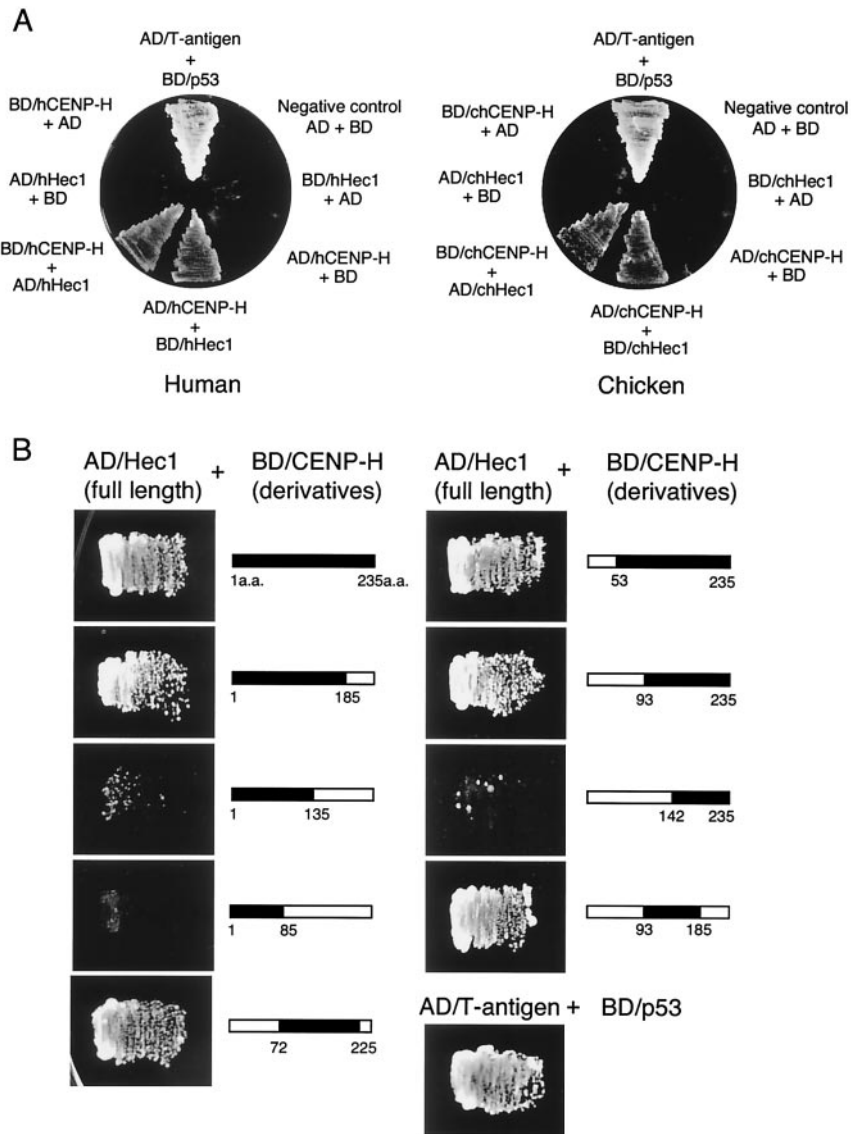 A
AD/T-antigen
+
BD/p53
BD/hCENP-H
+ AD
Negative control
AD + BD
AD/hHec1
+ BD
BD/hHec1
+ AD
BD/hCENP-H
+
AD/hHec1
AD/hCENP-H
+ BD
AD/hCENP-H
+
BD/hHec1
Human
AD/T-antigen
+
BD/p53
BD/chCENP-H
+ AD
Negative control
AD + BD
AD/chHec1
+ BD
BD/chHec1
+ AD
BD/chCENP-H
+
AD/chHec1
AD/chCENP-H
+ BD
AD/chCENP-H
+
BD/chHec1
Chicken
B
AD/Hec1 + BD/CENP-H
(full length) (derivatives)
1a.a. 235a.a.
1 185
1 135
1 85
72 225
AD/Hec1 + BD/CENP-H
(full length) (derivatives)
53 235
93 235
142 235
93 185
AD/T-antigen + BD/p53